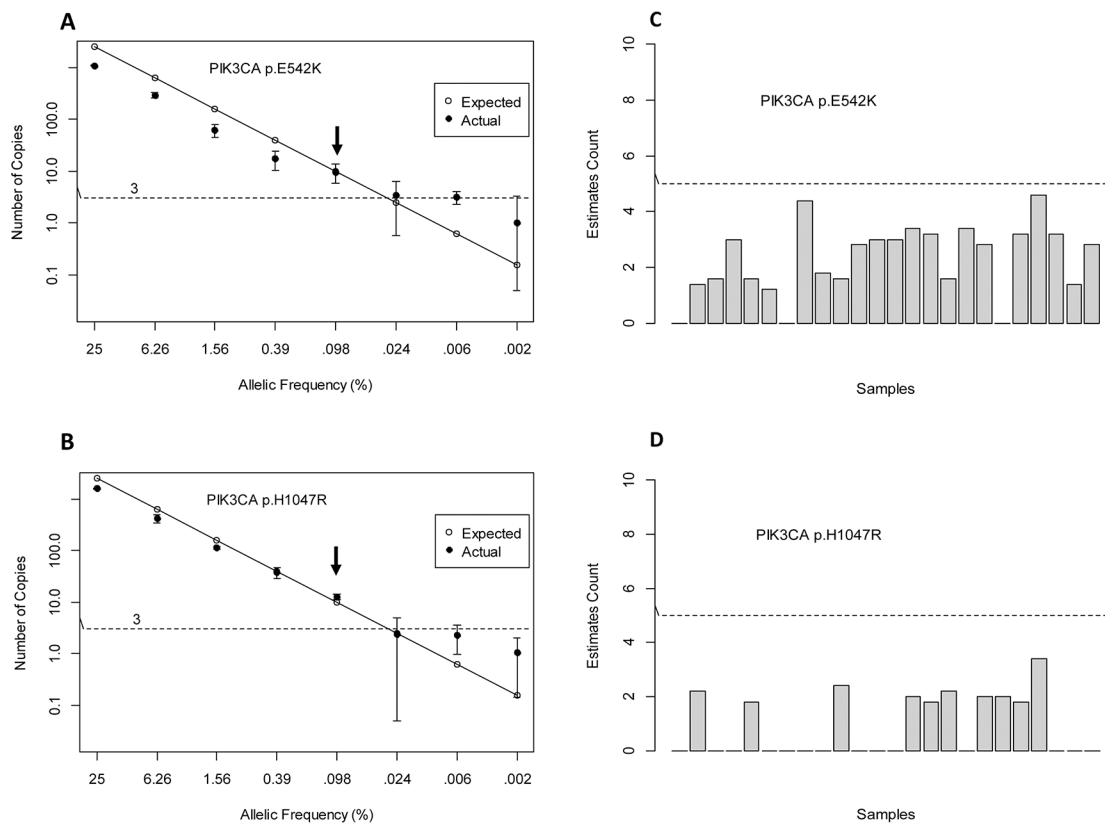 A
PIK3CA p.E542K
Expected
Actual
Number of Copies
100.0
10.0
1.0
0.1
3
25 6.26 1.56 0.39 .098 .024 .006 .002
Allelic Frequency (%)
C
PIK3CA p.E542K
Estimates Count
10
8
6
4
2
0
Samples
B
PIK3CA p.H1047R
Expected
Actual
Number of Copies
100.0
10.0
1.0
0.1
3
25 6.26 1.56 0.39 .098 .024 .006 .002
Allelic Frequency (%)
D
PIK3CA p.H1047R
Estimates Count
10
8
6
4
2
0
Samples